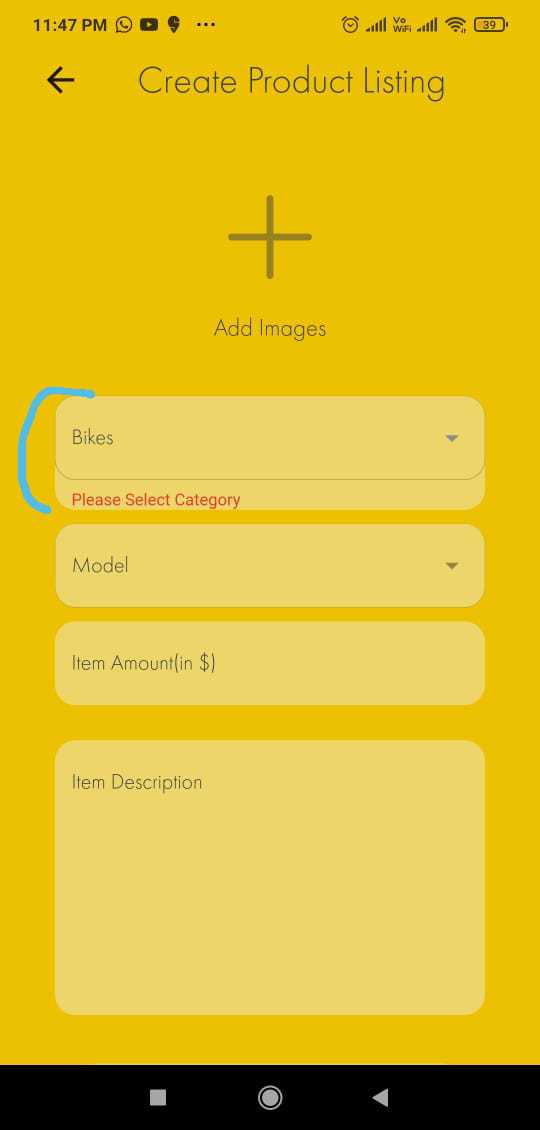 11:47 PM
Vo
WiFi
39
Create Product Listing
Add Images
Bikes
Please Select Category
Model
Item Amount(in $)
Item Description